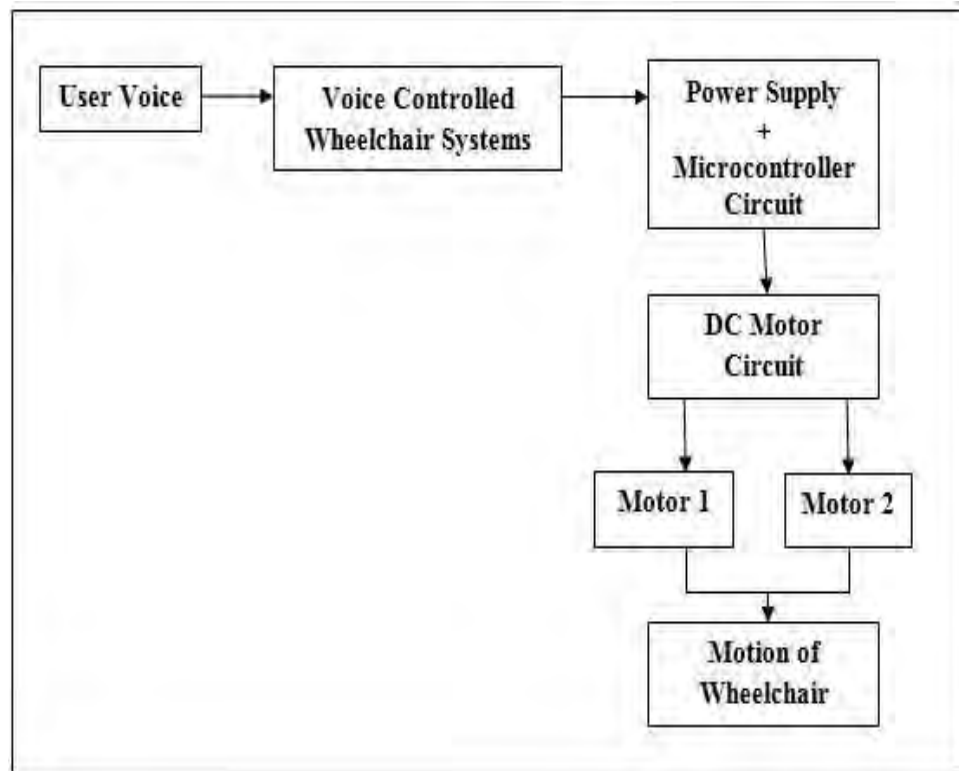 User Voice
Voice Controlled
Wheelchair Systems
Power Supply
+
Microcontroller
Circuit
DC Motor
Circuit
Motor 1
Motor 2
Motion of
Wheelchair